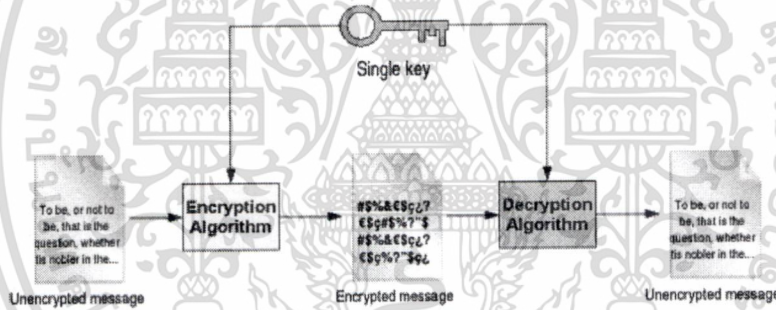 Single key
To be, or not to
be, that is the
question, whether
tis nobler in the...
Unencrypted message
Encryption
Algorithm
#$%&€$ç¿?
€$ç#$%?"$
#$%&€$ç¿?
€$ç%?"$ç¿
Encrypted message
Decryption
Algorithm
To be, or not to
be, that is the
question, whether
tis nobler in the...
Unencrypted message